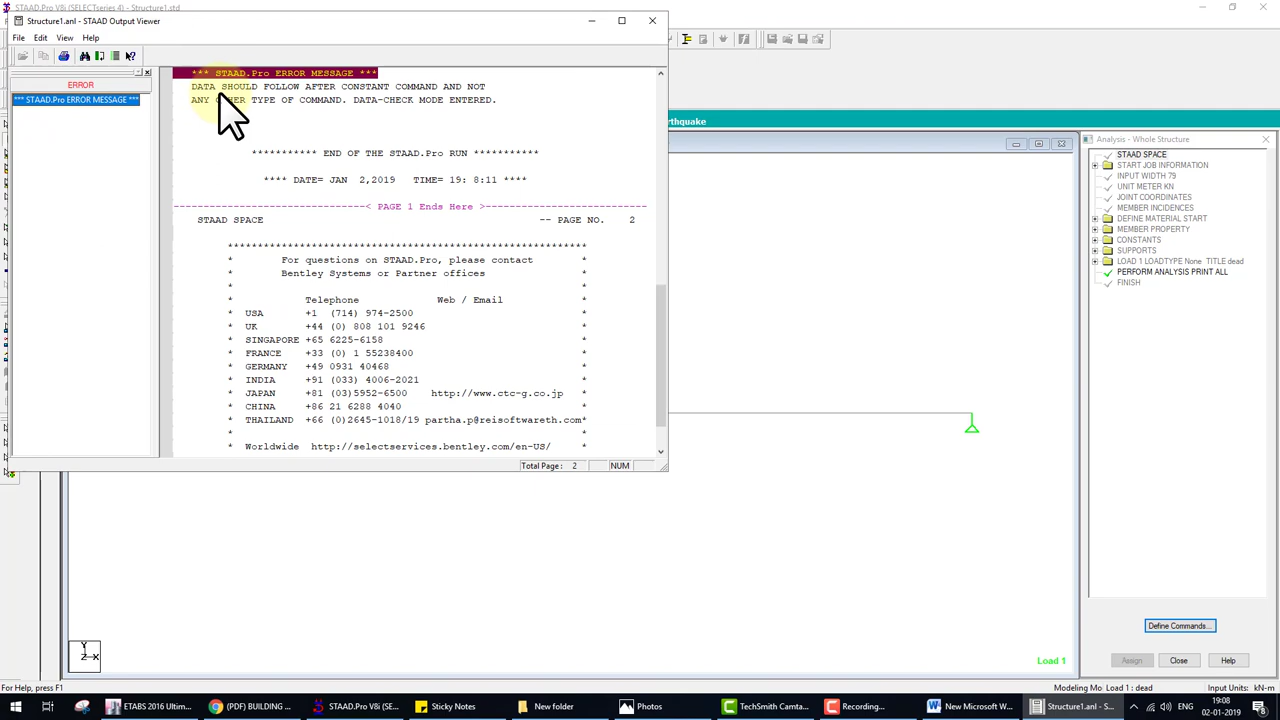 STAAD.Pro V8i (SELECTseries 4) - Structure1.std
Structure1.anl - STAAD Output Viewer
File Edit View Help
ERROR
*** STAAD.Pro ERROR MESSAGE ***
*** STAAD.Pro ERROR MESSAGE ***
DATA SHOULD FOLLOW AFTER CONSTANT COMMAND AND NOT
ANY OTHER TYPE OF COMMAND. DATA-CHECK MODE ENTERED.
*********** END OF THE STAAD.Pro RUN ***********
**** DATE= JAN 2,2019 TIME= 19: 8:11 ****
< PAGE 1 Ends Here >
STAAD SPACE -- PAGE NO. 2
************************************************************
* For questions on STAAD.Pro, please contact *
* Bentley Systems or Partner offices *
* *
* Telephone Web / Email *
* USA +1 (714) 974-2500 *
* UK +44 (0) 808 101 9246 *
* SINGAPORE +65 6225-6158 *
* FRANCE +33 (0) 1 55238400 *
* GERMANY +49 0931 40468 *
* INDIA +91 (033) 4006-2021 *
* JAPAN +81 (03)5952-6500 http://www.ctc-g.co.jp *
* CHINA +86 21 6288 4040 *
* THAILAND +66 (0)2645-1018/19 partha.p@reisoftwareth.com*
* *
* Worldwide http://selectservices.bentley.com/en-US/ *
Total Page: 2 NUM
rthquake
Analysis - Whole Structure
STAAD SPACE
START JOB INFORMATION
INPUT WIDTH 79
UNIT METER KN
JOINT COORDINATES
MEMBER INCIDENCES
DEFINE MATERIAL START
MEMBER PROPERTY
CONSTANTS
SUPPORTS
LOAD 1 LOADTYPE None TITLE dead
PERFORM ANALYSIS PRINT ALL
FINISH
Define Commands...
Assign Close Help
Y
Z X
Load 1
For Help, press F1
Modeling Mo Load 1 : dead Input Units: kN-m
ETABS 2016 Ultim...
(PDF) BUILDING ...
STAAD.Pro V8i (SE...
Sticky Notes
New folder
Photos
TechSmith Camta...
Recording...
New Microsoft W...
Structure1.anl - S...
ENG
19:08
02-01-2019
8